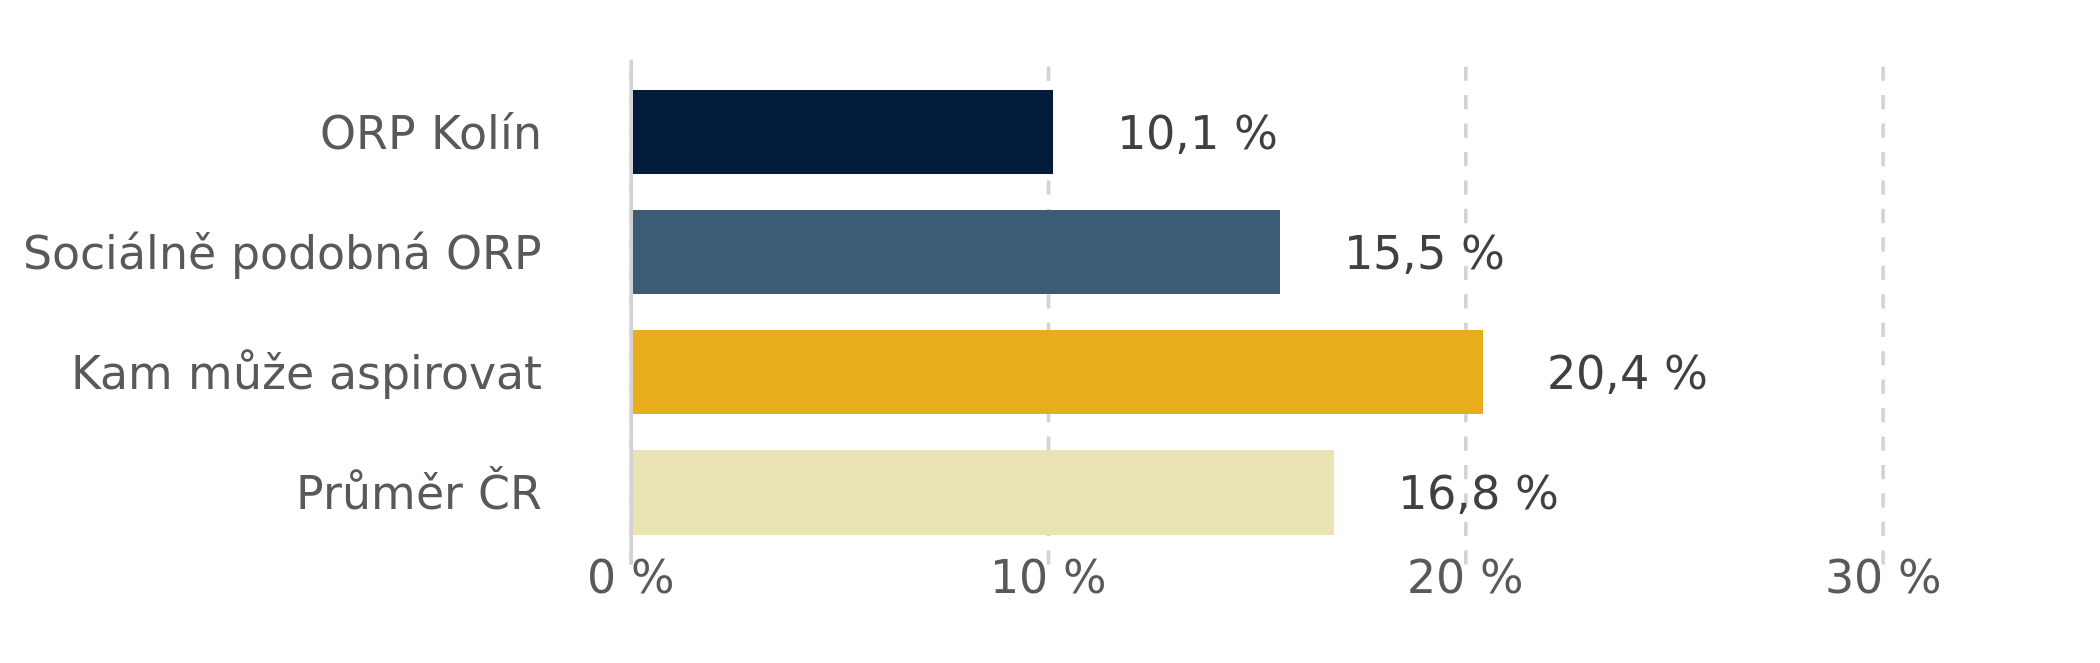 ORP Kolín
10,1 %
Sociálně podobná ORP
15,5 %
Kam může aspirovat
20,4 %
Průměr ČR
16,8 %
0 %
10 %
20 %
30 %